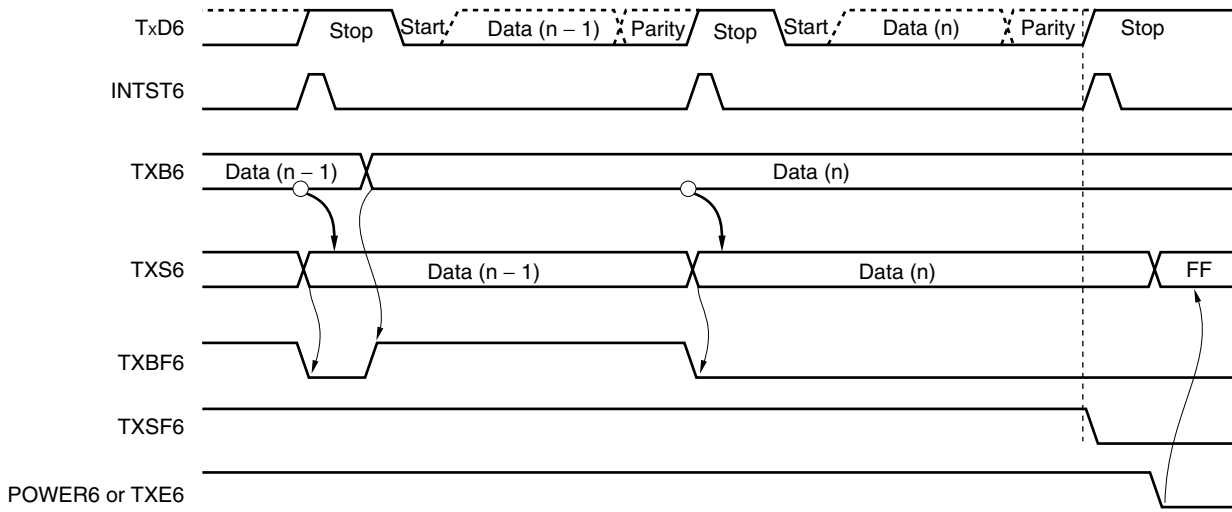 TxD6 Stop Start Data (n – 1) Parity Stop Start Data (n) Parity Stop
INTST6
TXB6 Data (n – 1) Data (n)
TXS6 Data (n – 1) Data (n) FF
TXBF6
TXSF6
POWER6 or TXE6